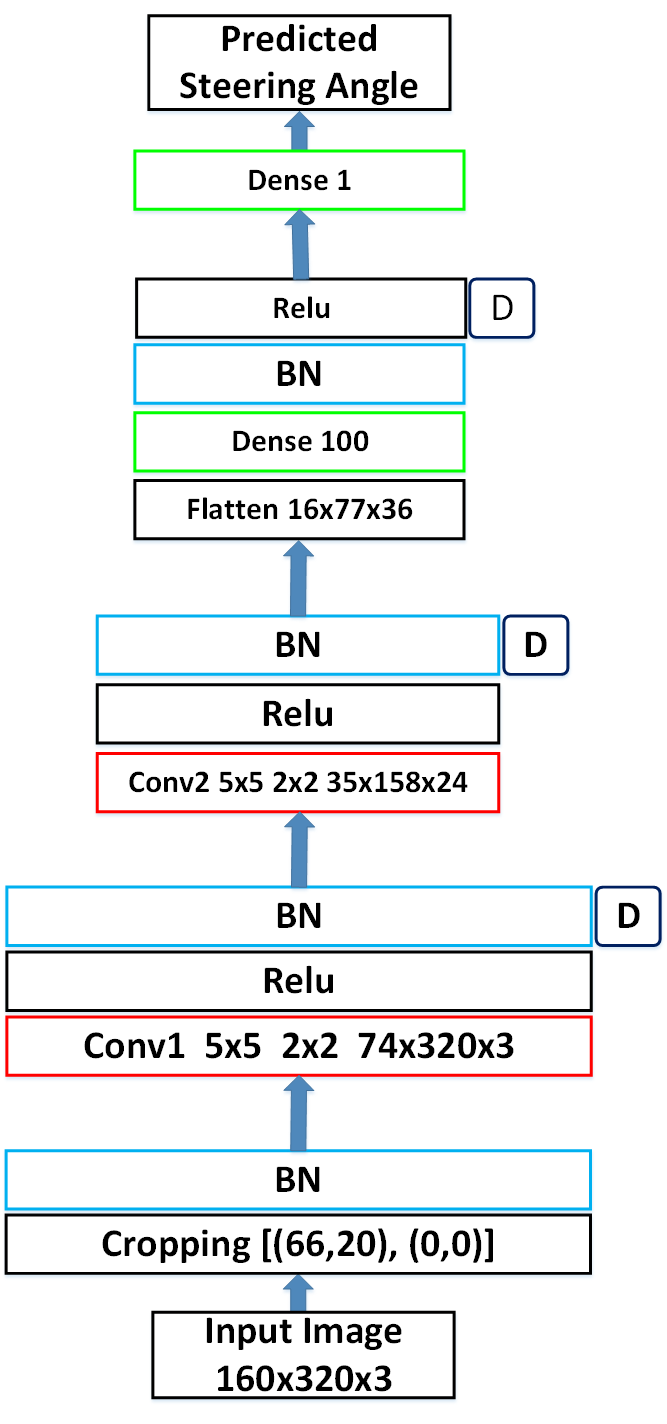 Predicted
Steering Angle
Dense 1
Relu D
BN
Dense 100
Flatten 16x77x36
BN D
Relu
Conv2 5x5 2x2 35x158x24
BN D
Relu
Conv1 5x5 2x2 74x320x3
BN
Cropping [(66,20), (0,0)]
Input Image
160x320x3